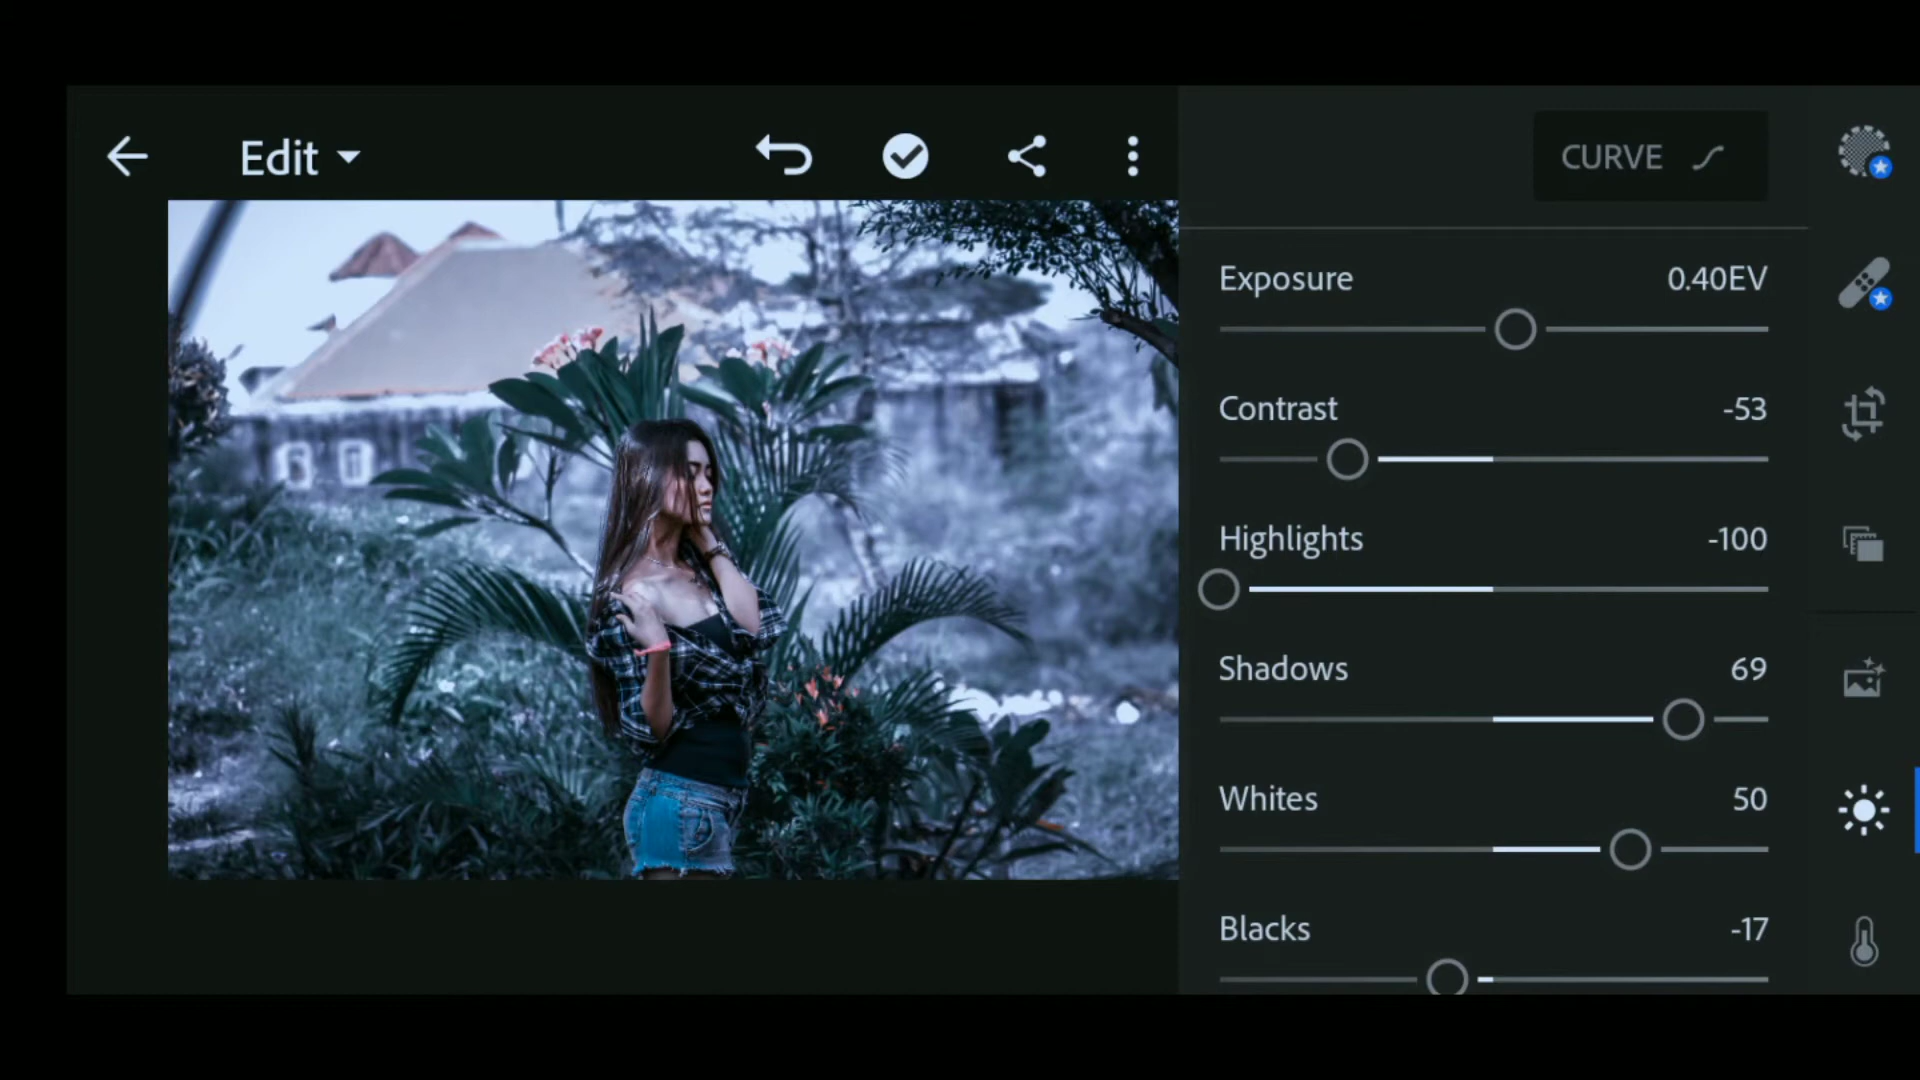 Edit
CURVE
Exposure 0.40EV
Contrast -53
Highlights -100
Shadows 69
Whites 50
Blacks -17